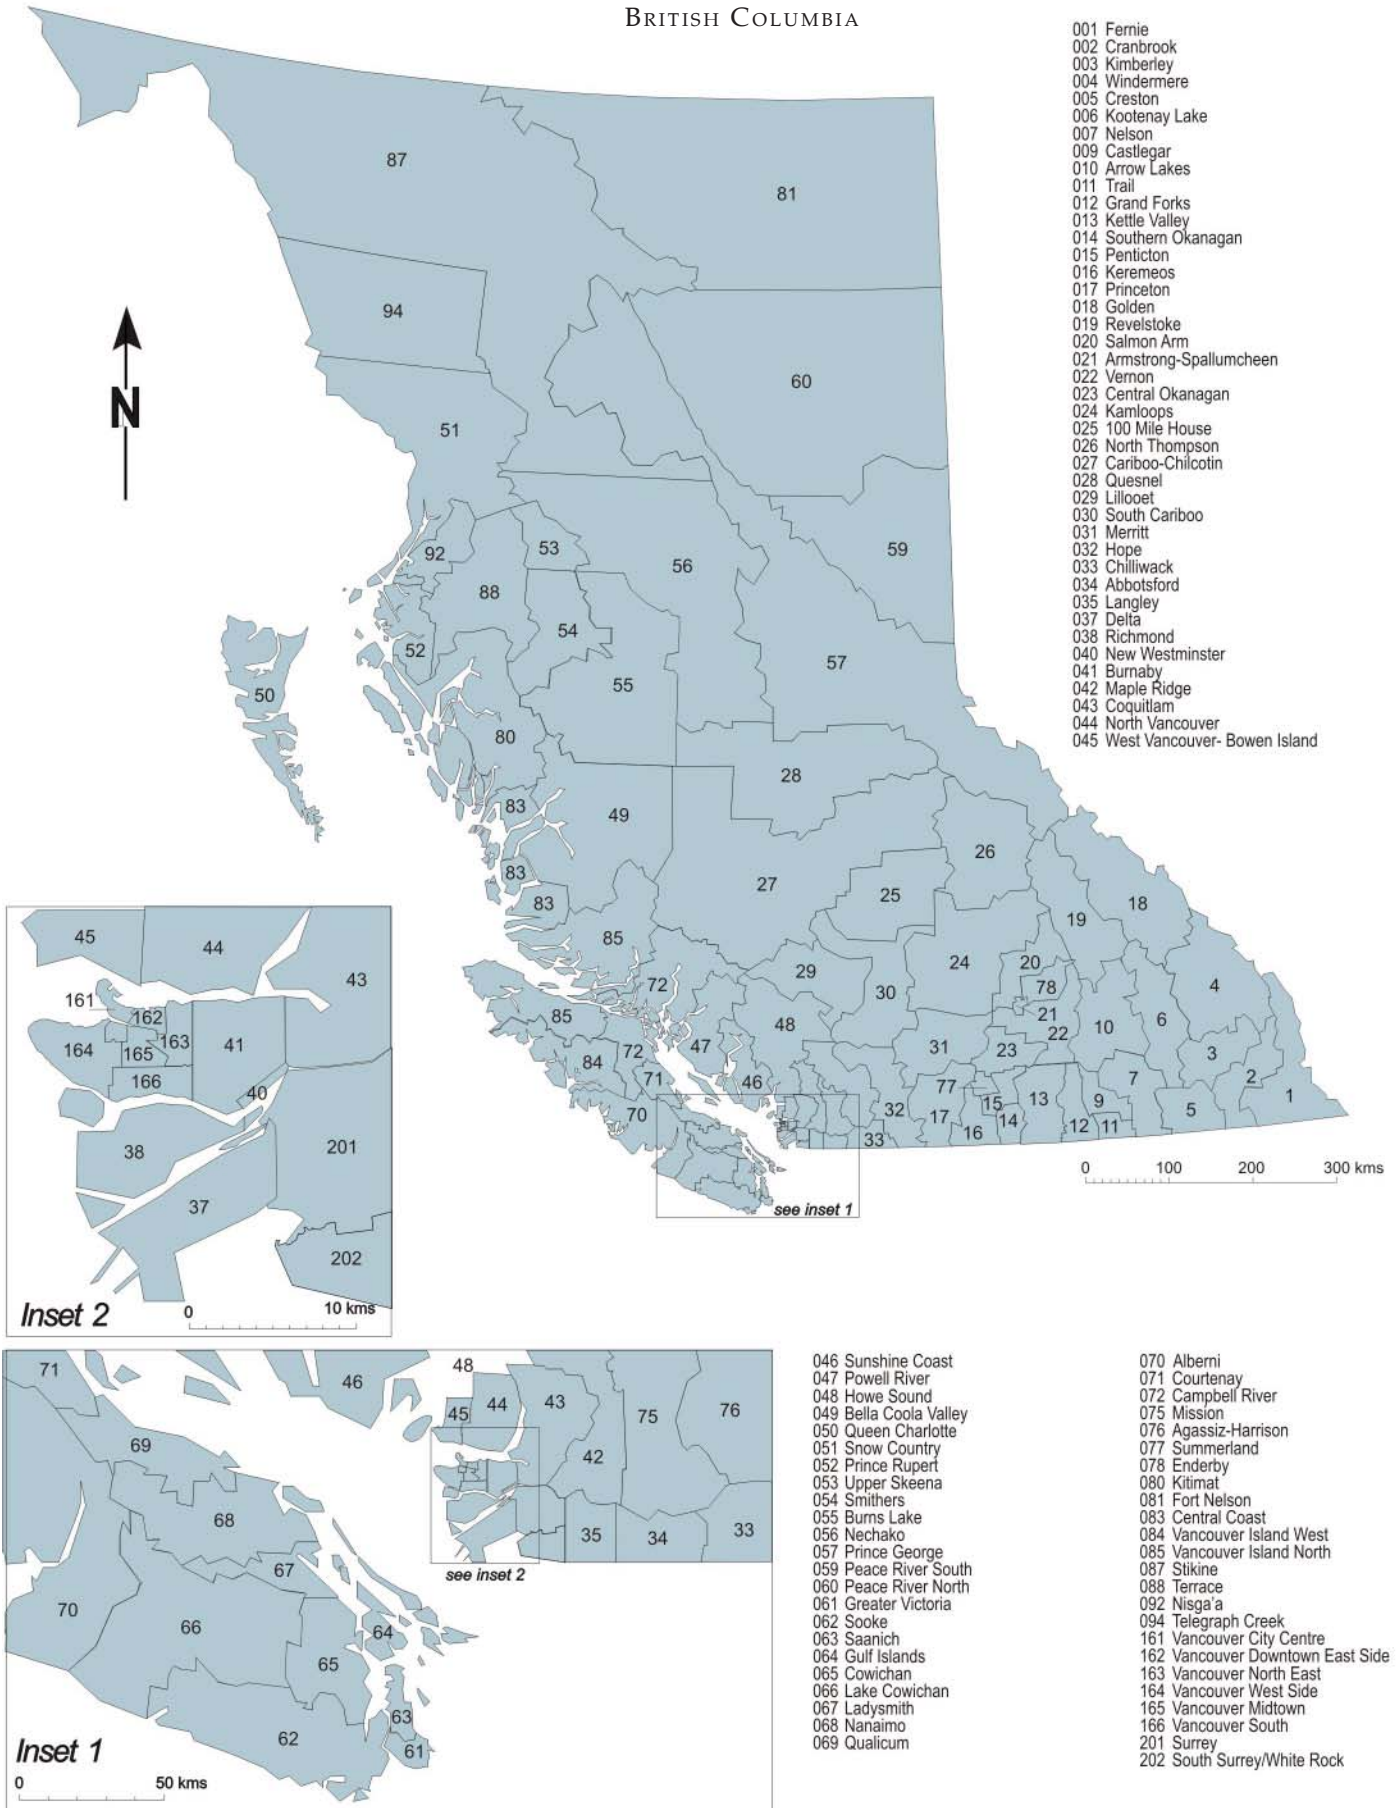 BRITISH COLUMBIA
001 Fernie
002 Cranbrook
003 Kimberley
004 Windermere
005 Creston
006 Kootenay Lake
007 Nelson
009 Castlegar
010 Arrow Lakes
011 Trail
012 Grand Forks
013 Kettle Valley
014 Southern Okanagan
015 Penticton
016 Keremeos
017 Princeton
018 Golden
019 Revelstoke
020 Salmon Arm
021 Armstrong-Spallumcheen
022 Vernon
023 Central Okanagan
024 Kamloops
025 100 Mile House
026 North Thompson
027 Cariboo-Chilcotin
028 Quesnel
029 Lillooet
030 South Cariboo
031 Merritt
032 Hope
033 Chilliwack
034 Abbotsford
035 Langley
037 Delta
038 Richmond
040 New Westminster
041 Burnaby
042 Maple Ridge
043 Coquitlam
044 North Vancouver
045 West Vancouver- Bowen Island
N
87
81
94
60
51
92
53
56
59
88
54
52
57
55
50
80
28
83
49
26
27
83
25
18
83
19
85
24
20
29
72
78
4
30
85
21
48
10
6
22
47
72
31
23
3
84
71
46
77
7
2
13
1
15
9
32
5
70
17
14
12
11
16
33
see inset 1
0 100 200 300 kms
45
44
43
161
162
163
41
164
165
166
40
38
201
37
202
Inset 2
0 10 kms
71
46
48
45
44
43
75
76
69
42
68
35
34
33
see inset 2
67
70
66
64
65
63
62
61
Inset 1
0 50 kms
046 Sunshine Coast
047 Powell River
048 Howe Sound
049 Bella Coola Valley
050 Queen Charlotte
051 Snow Country
052 Prince Rupert
053 Upper Skeena
054 Smithers
055 Burns Lake
056 Nechako
057 Prince George
059 Peace River South
060 Peace River North
061 Greater Victoria
062 Sooke
063 Saanich
064 Gulf Islands
065 Cowichan
066 Lake Cowichan
067 Ladysmith
068 Nanaimo
069 Qualicum
070 Alberni
071 Courtenay
072 Campbell River
075 Mission
076 Agassiz-Harrison
077 Summerland
078 Enderby
080 Kitimat
081 Fort Nelson
083 Central Coast
084 Vancouver Island West
085 Vancouver Island North
087 Stikine
088 Terrace
092 Nisga'a
094 Telegraph Creek
161 Vancouver City Centre
162 Vancouver Downtown East Side
163 Vancouver North East
164 Vancouver West Side
165 Vancouver Midtown
166 Vancouver South
201 Surrey
202 South Surrey/White Rock